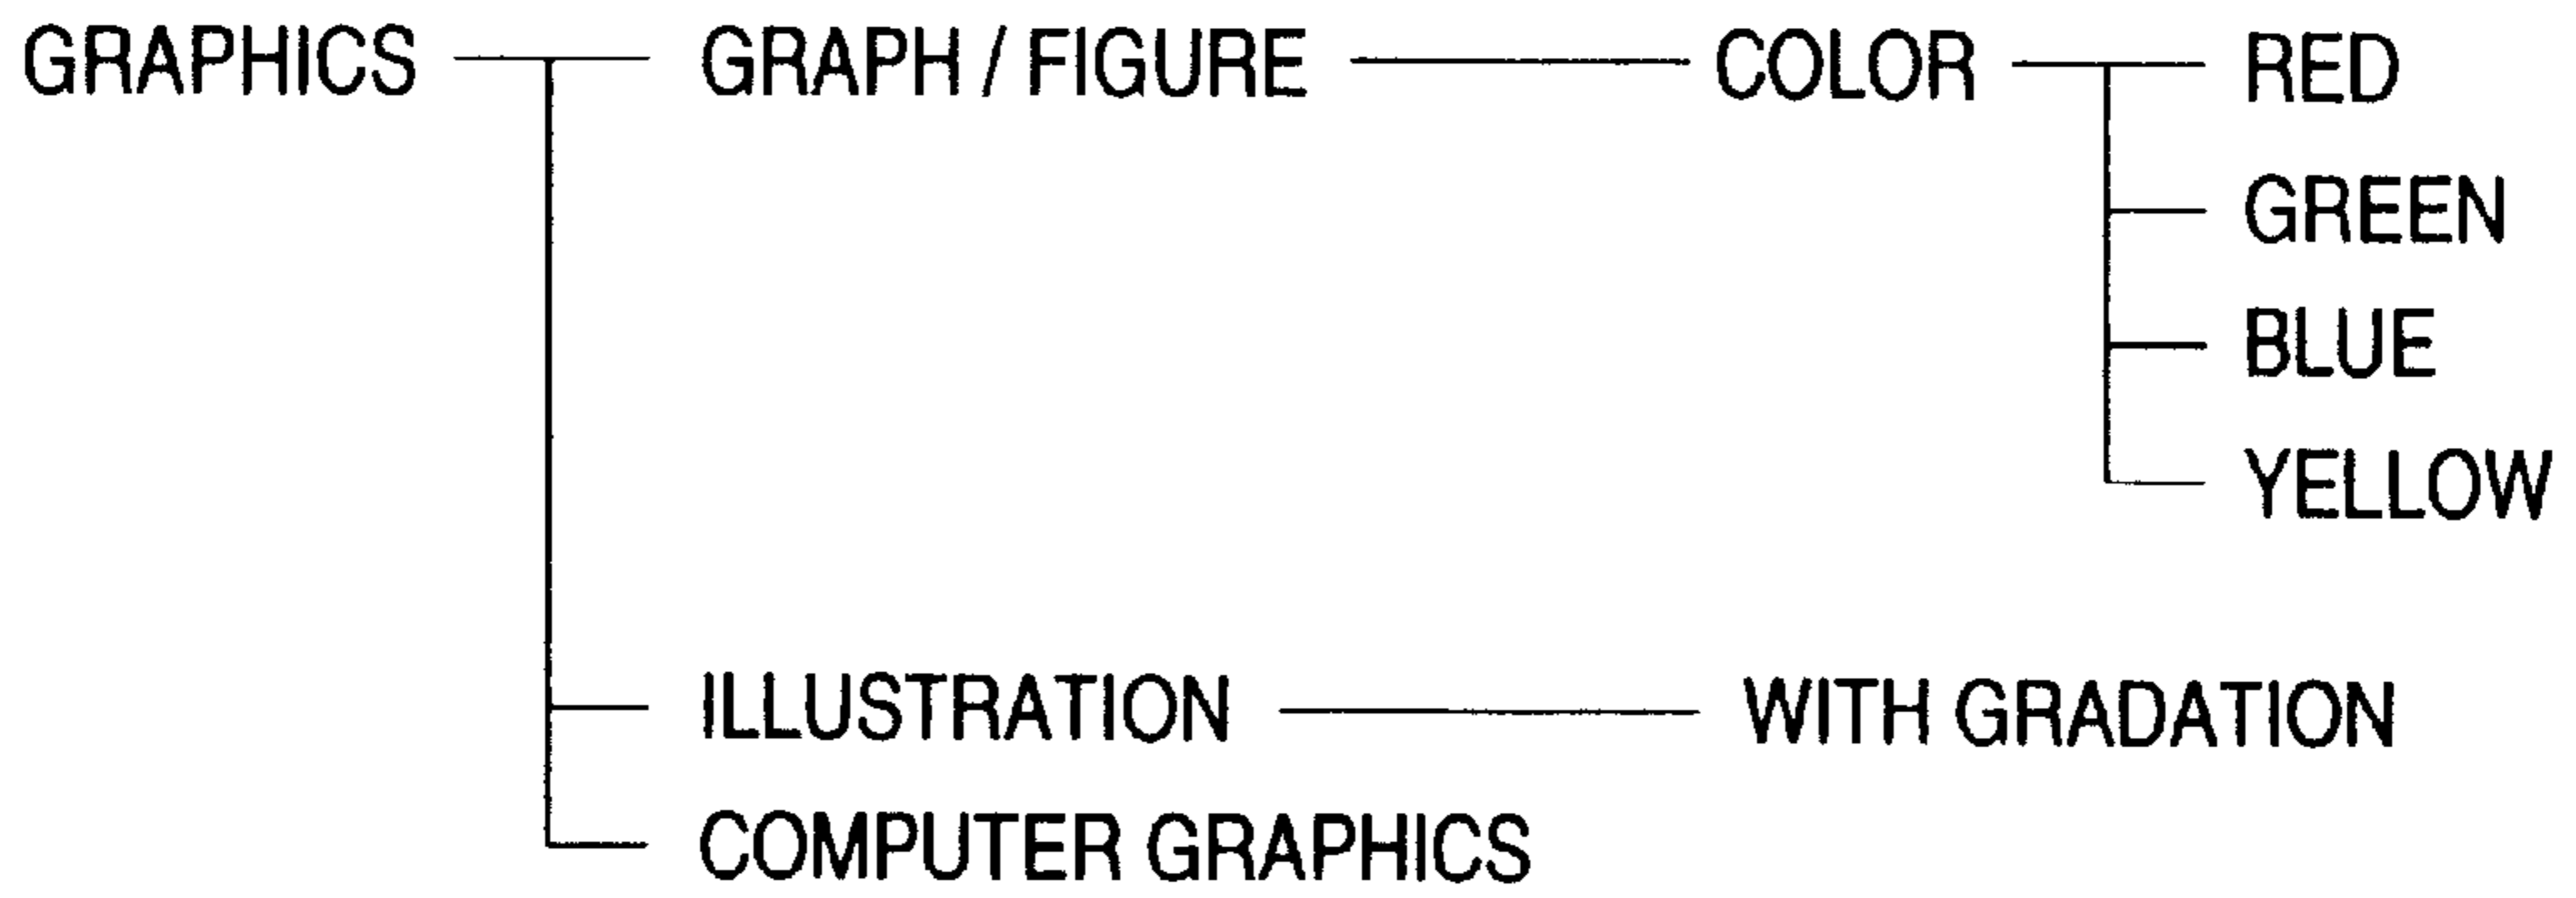 GRAPHICS GRAPH / FIGURE COLOR RED
GREEN
BLUE
YELLOW
ILLUSTRATION WITH GRADATION
COMPUTER GRAPHICS